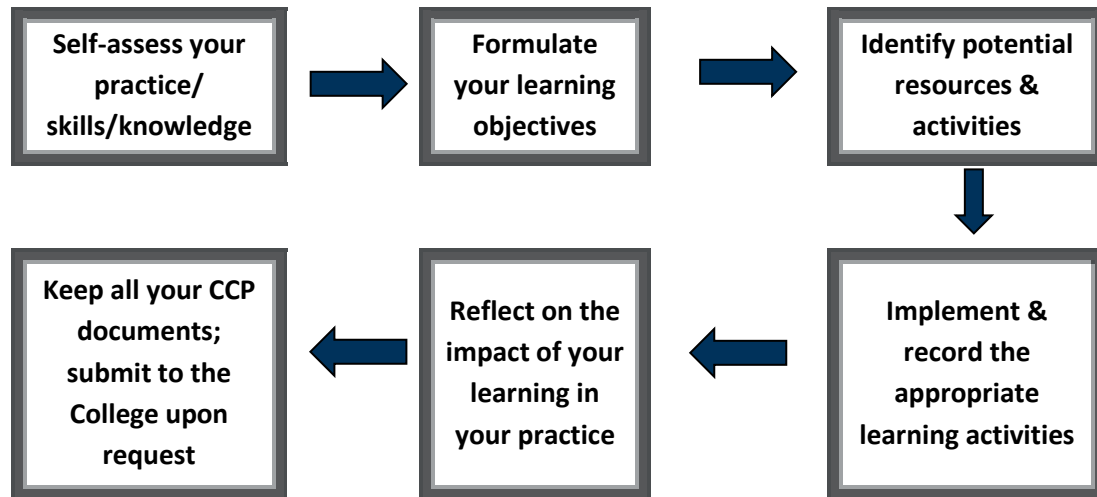 Self-assess your
practice/
skills/knowledge
Formulate
your learning
objectives
Identify potential
resources &
activities
Implement &
record the
appropriate
learning activities
Reflect on the
impact of your
learning in
your practice
Keep all your CCP
documents;
submit to the
College upon
request